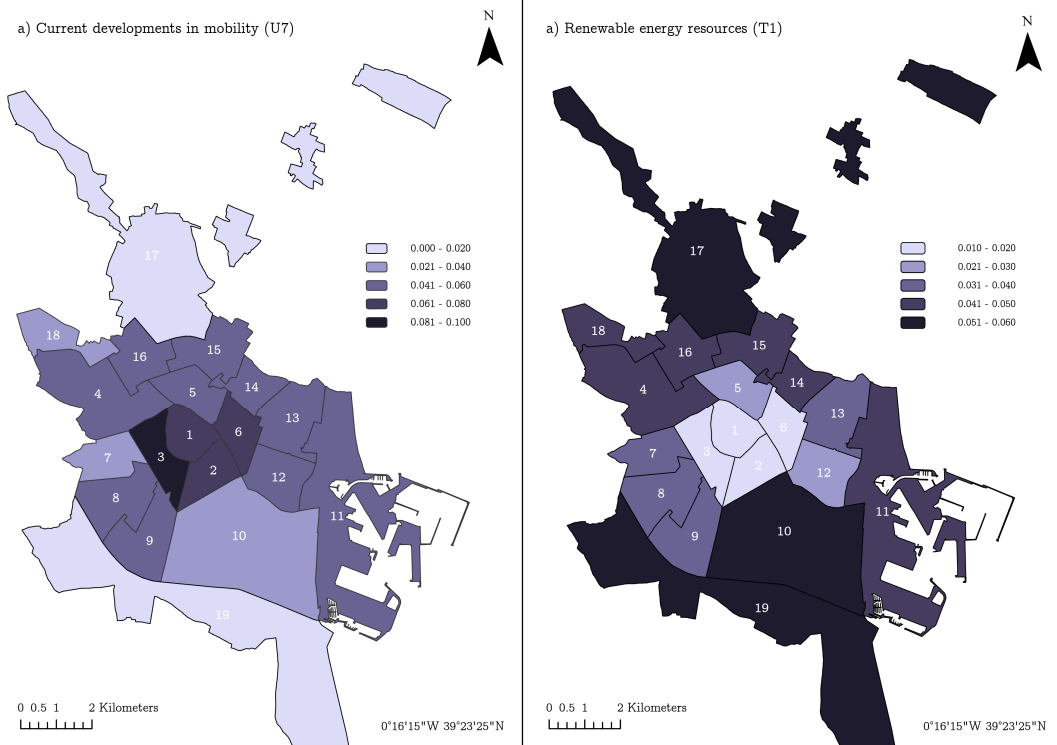 a) Current developments in mobility (U7)
N
0.000 - 0.020
0.021 - 0.040
0.041 - 0.060
0.061 - 0.080
0.081 - 0.100
17
18
16
15
4
5
14
13
1
6
3
7
2
12
8
11
9
10
19
0 0.5 1 2 Kilometers
0°16'15"W 39°23'25"N
a) Renewable energy resources (T1)
N
0.010 - 0.020
0.021 - 0.030
0.031 - 0.040
0.041 - 0.050
0.051 - 0.060
17
18
16
15
4
5
14
13
1
6
3
7
2
12
8
11
9
10
19
0 0.5 1 2 Kilometers
0°16'15"W 39°23'25"N